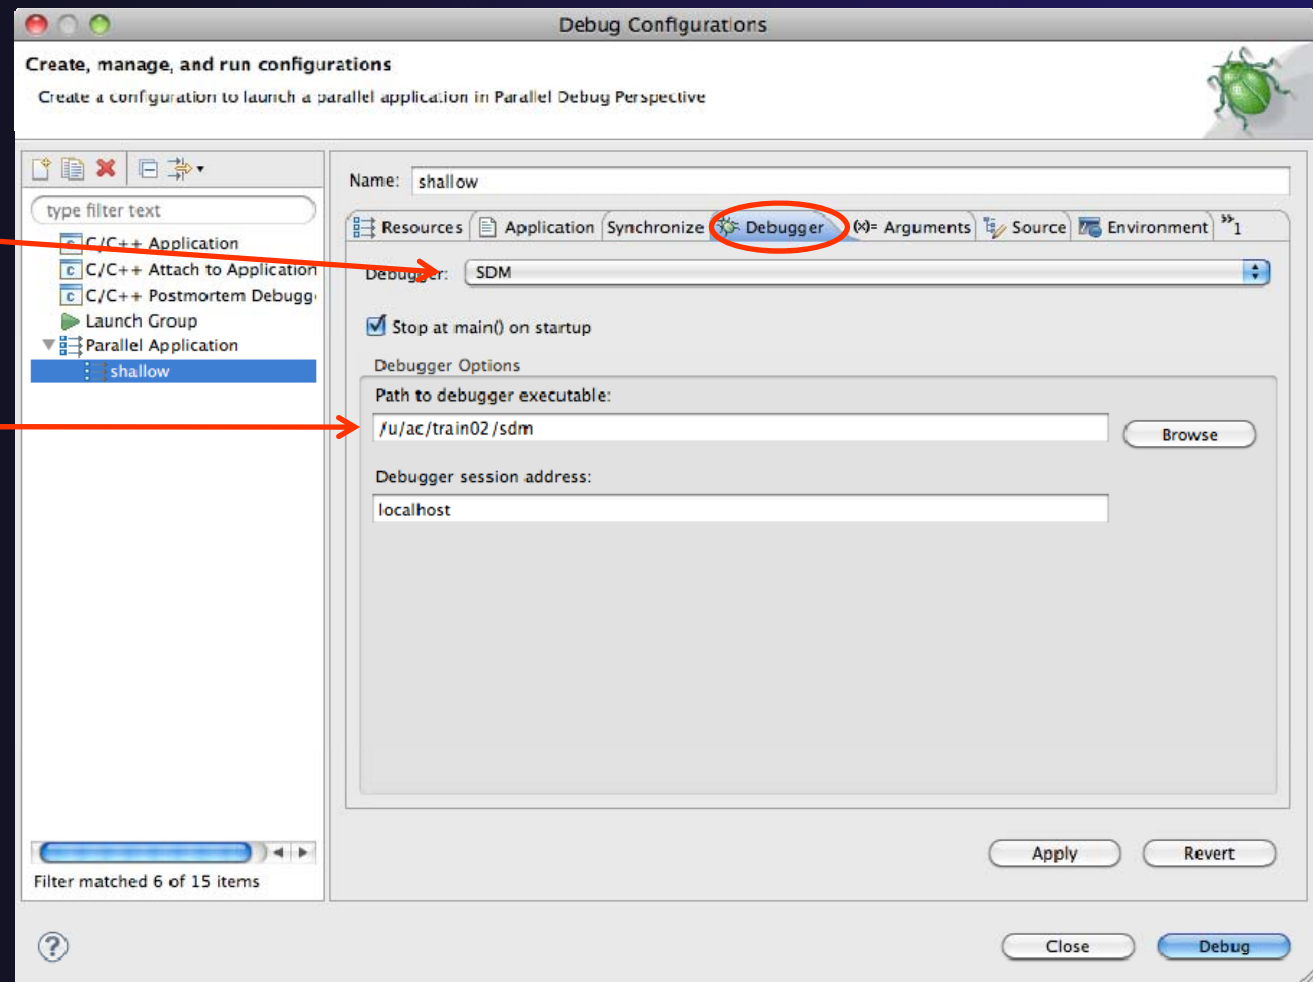 Debug Configurations
Create, manage, and run configurations
Create a configuration to launch a parallel application in Parallel Debug Perspective
type filter text
C/C++ Application
C/C++ Attach to Application
C/C++ Postmortem Debugg
Launch Group
Parallel Application
shallow
Filter matched 6 of 15 items
Name: shallow
Resources Application Synchronize Debugger (x)= Arguments Source Environment »1
Debugger: SDM
Stop at main() on startup
Debugger Options
Path to debugger executable:
/u/ac/train02/sdm
Browse
Debugger session address:
localhost
Apply Revert
? Close Debug